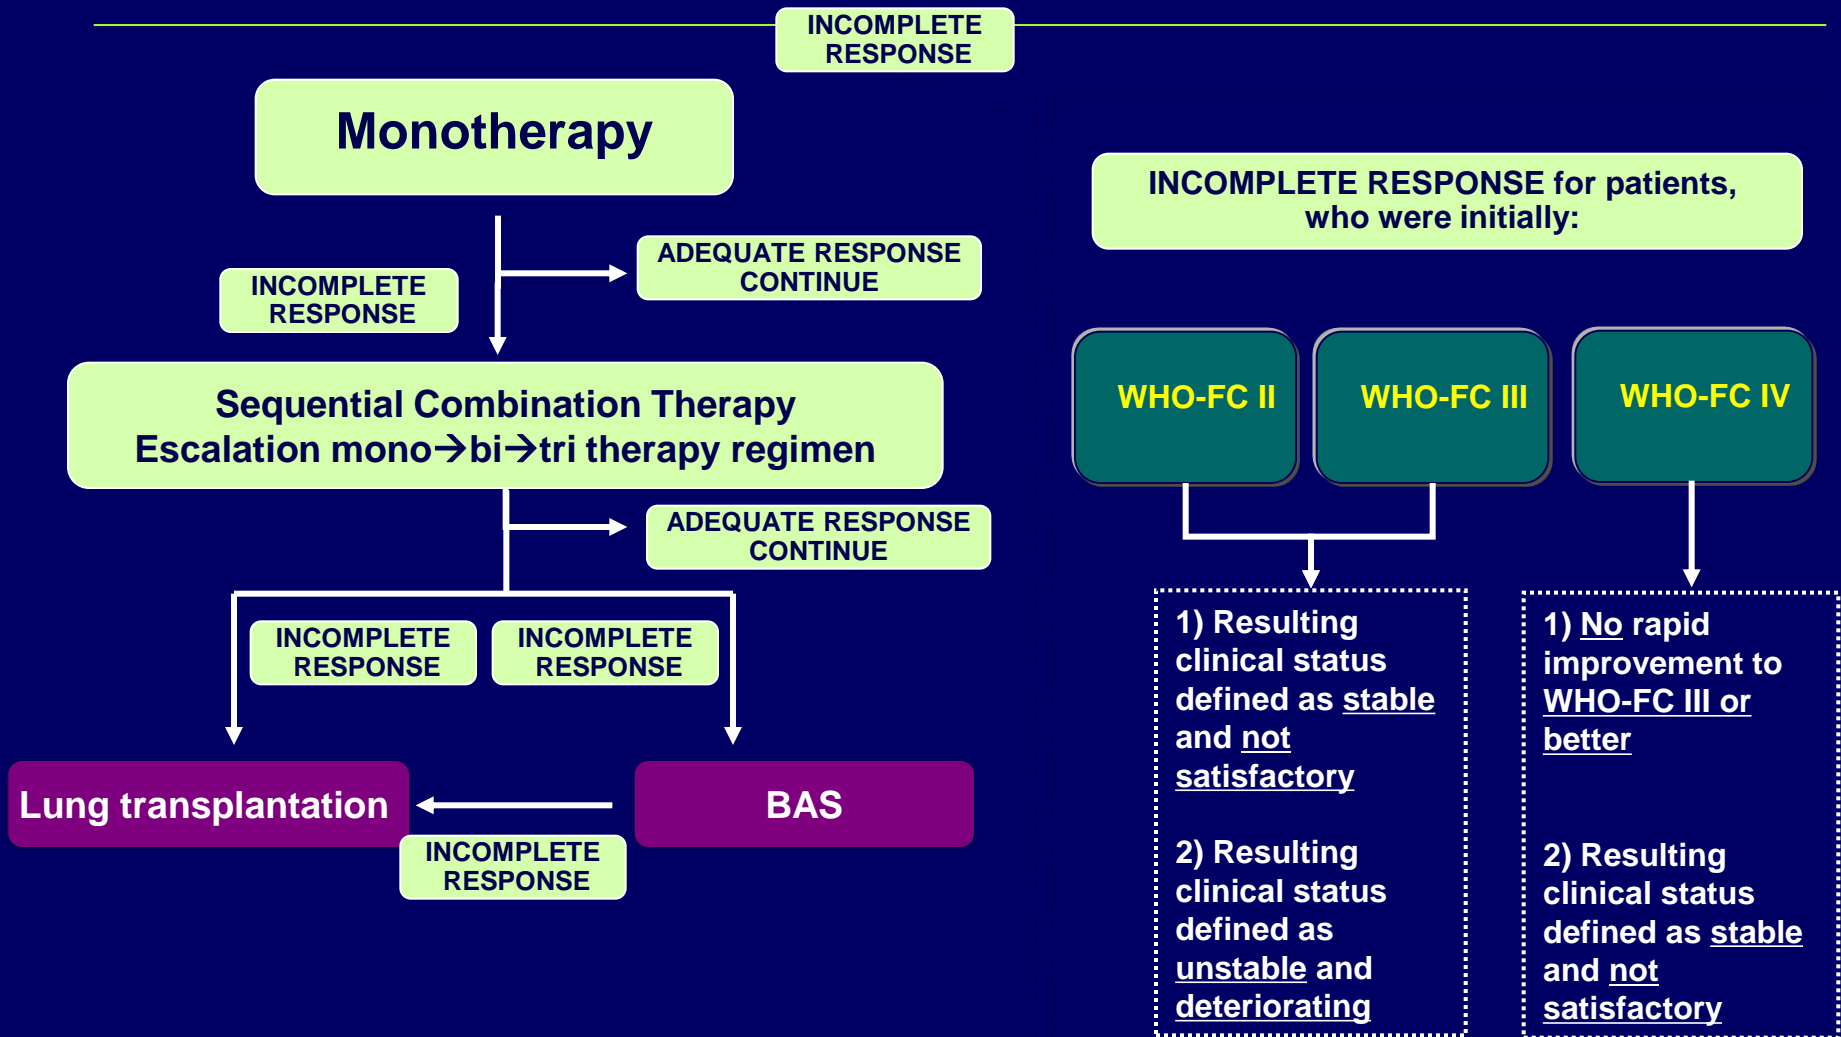 INCOMPLETE
RESPONSE
Monotherapy
ADEQUATE RESPONSE
CONTINUE
INCOMPLETE
RESPONSE
Sequential Combination Therapy
Escalation mono→bi→tri therapy regimen
ADEQUATE RESPONSE
CONTINUE
INCOMPLETE
RESPONSE
INCOMPLETE
RESPONSE
Lung transplantation
BAS
INCOMPLETE
RESPONSE
INCOMPLETE RESPONSE for patients,
who were initially:
WHO-FC II
WHO-FC III
WHO-FC IV
1) Resulting
clinical status
defined as stable
and not
satisfactory
2) Resulting
clinical status
defined as
unstable and
deteriorating
1) No rapid
improvement to
WHO-FC III or
better
2) Resulting
clinical status
defined as stable
and not
satisfactory